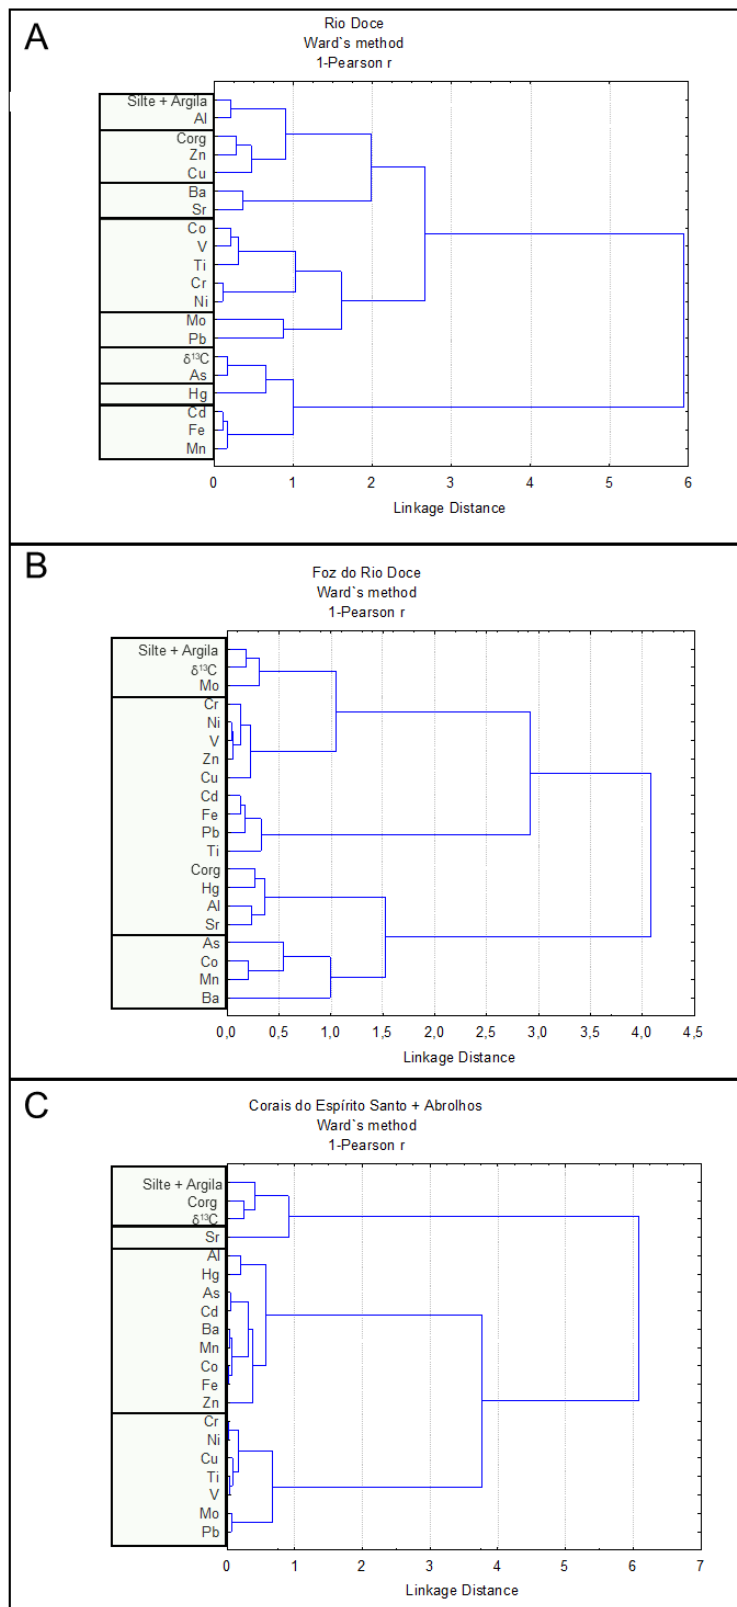 A
Rio Doce
Ward`s method
1-Pearson r
Silte + Argila
Al
Corg
Zn
Cu
Ba
Sr
Co
V
Ti
Cr
Ni
Mo
Pb
δ¹³C
As
Hg
Cd
Fe
Mn
0 1 2 3 4 5 6
Linkage Distance
B
Foz do Rio Doce
Ward`s method
1-Pearson r
Silte + Argila
δ¹³C
Mo
Cr
Ni
V
Zn
Cu
Cd
Fe
Pb
Ti
Corg
Hg
Al
Sr
As
Co
Mn
Ba
0,0 0,5 1,0 1,5 2,0 2,5 3,0 3,5 4,0 4,5
Linkage Distance
C
Corais do Espírito Santo + Abrolhos
Ward`s method
1-Pearson r
Silte + Argila
Corg
δ¹³C
Sr
Al
Hg
As
Cd
Ba
Mn
Co
Fe
Zn
Cr
Ni
Cu
Ti
V
Mo
Pb
0 1 2 3 4 5 6 7
Linkage Distance